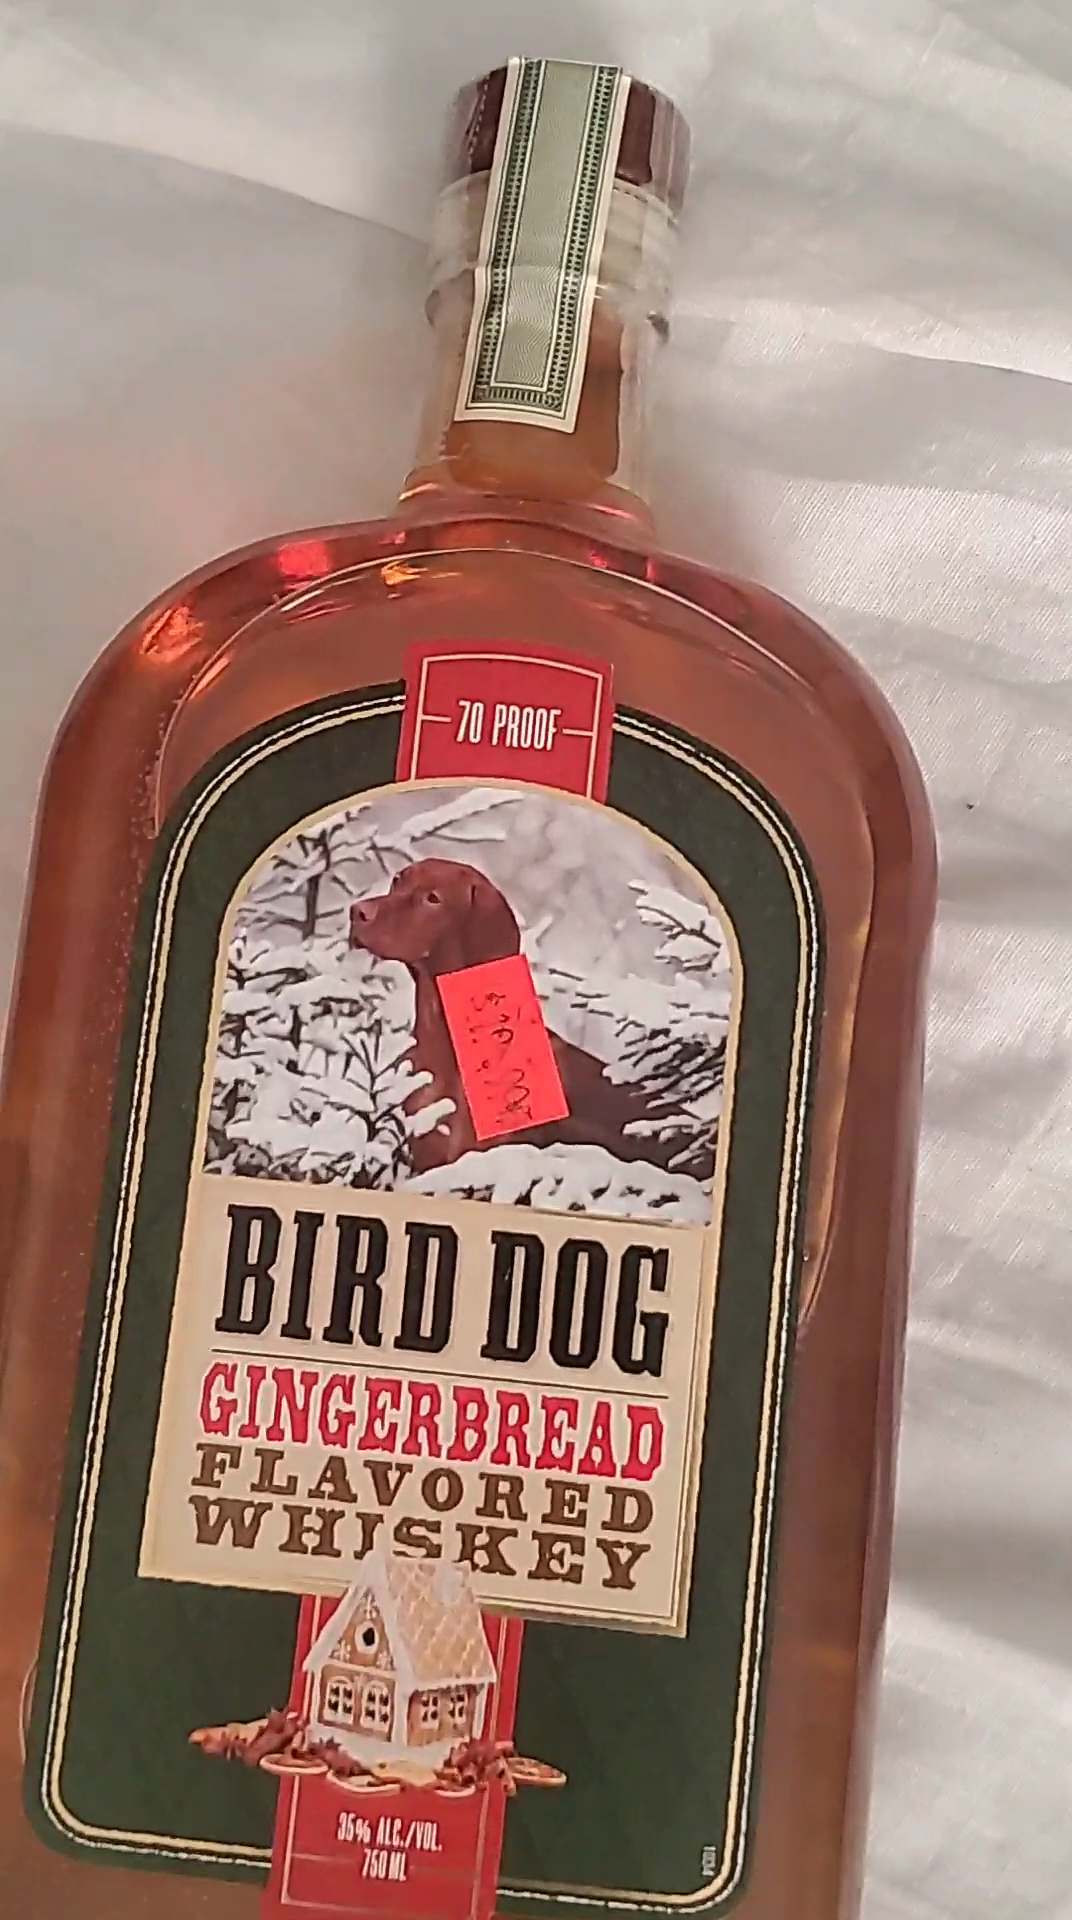 70 PROOF
BIRD DOG
GINGERBREAD
FLAVORED
WHISKEY
35% ALC./VOL.
750 ML